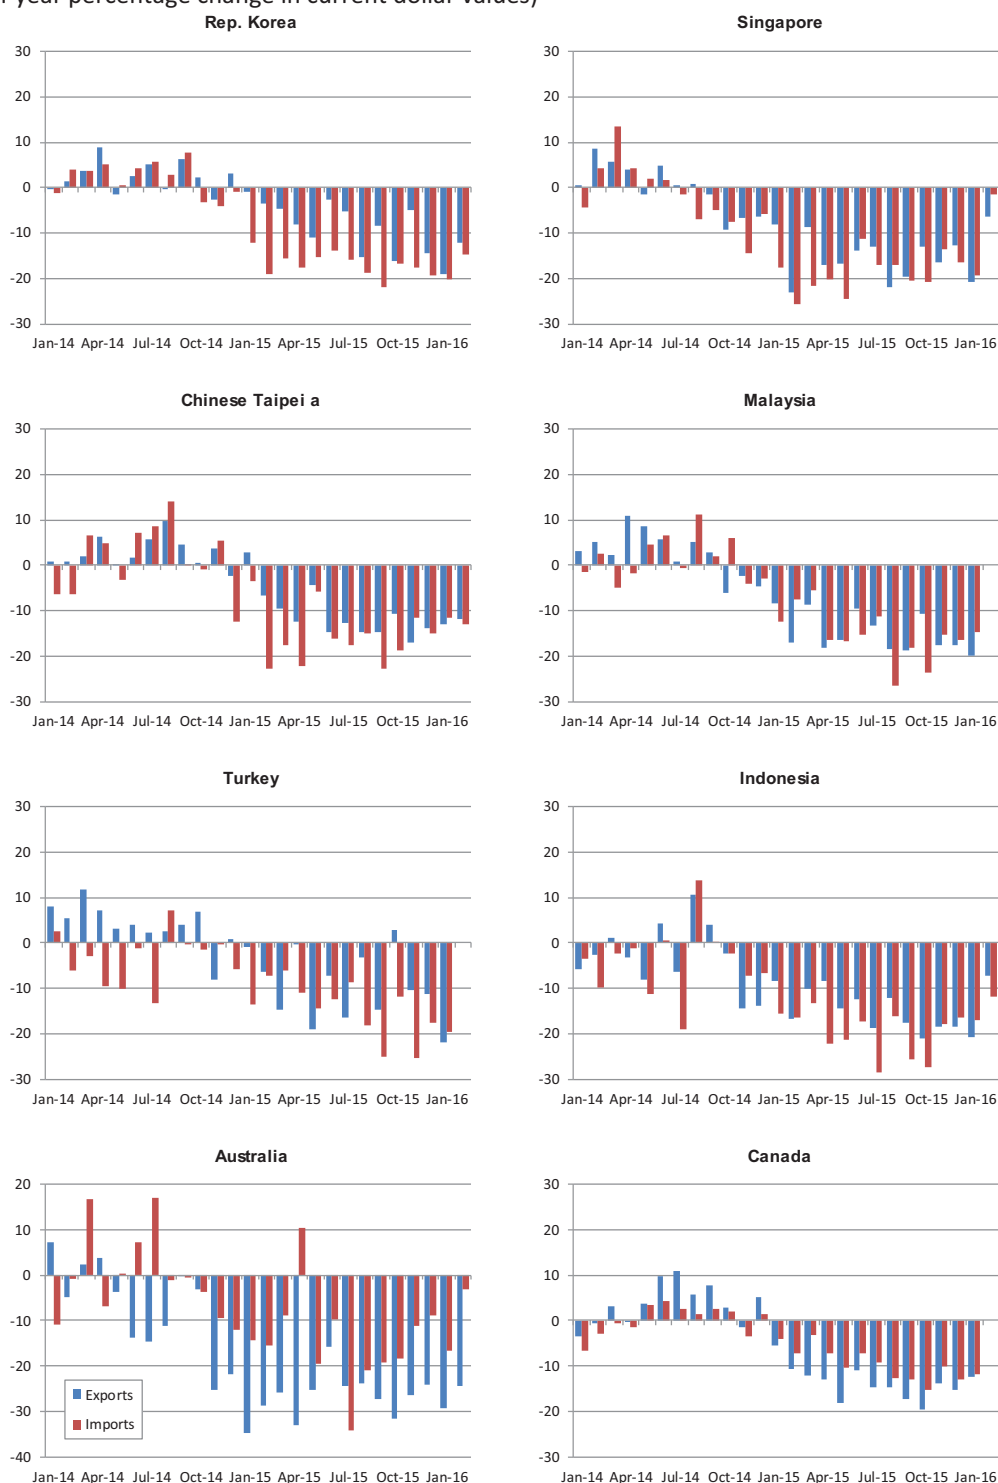 year percentage change in current dollar values)
Rep. Korea
30
20
10
0
-10
-20
-30
Jan-14 Apr-14 Jul-14 Oct-14 Jan-15 Apr-15 Jul-15 Oct-15 Jan-16
Singapore
30
20
10
0
-10
-20
-30
Jan-14 Apr-14 Jul-14 Oct-14 Jan-15 Apr-15 Jul-15 Oct-15 Jan-16
Chinese Taipei a
30
20
10
0
-10
-20
-30
Jan-14 Apr-14 Jul-14 Oct-14 Jan-15 Apr-15 Jul-15 Oct-15 Jan-16
Malaysia
30
20
10
0
-10
-20
-30
Jan-14 Apr-14 Jul-14 Oct-14 Jan-15 Apr-15 Jul-15 Oct-15 Jan-16
Turkey
30
20
10
0
-10
-20
-30
Jan-14 Apr-14 Jul-14 Oct-14 Jan-15 Apr-15 Jul-15 Oct-15 Jan-16
Indonesia
30
20
10
0
-10
-20
-30
Jan-14 Apr-14 Jul-14 Oct-14 Jan-15 Apr-15 Jul-15 Oct-15 Jan-16
Australia
20
10
0
-10
-20
-30
-40
Exports
Imports
Jan-14 Apr-14 Jul-14 Oct-14 Jan-15 Apr-15 Jul-15 Oct-15 Jan-16
Canada
30
20
10
0
-10
-20
-30
Jan-14 Apr-14 Jul-14 Oct-14 Jan-15 Apr-15 Jul-15 Oct-15 Jan-16